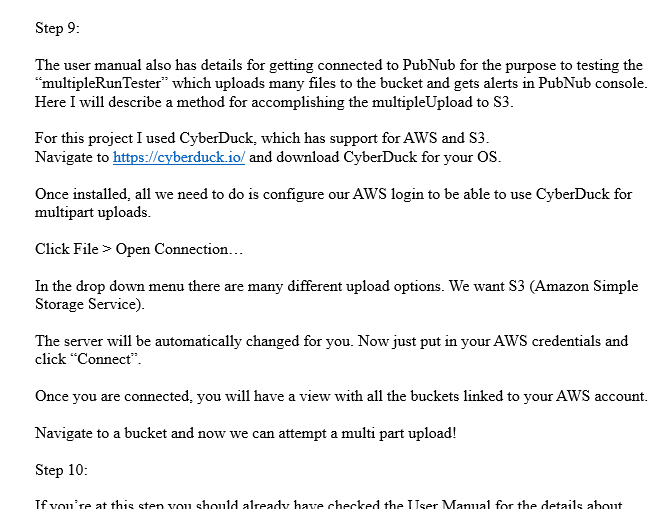 Step 9:
The user manual also has details for getting connected to PubNub for the purpose to testing the
“multipleRunTester” which uploads many files to the bucket and gets alerts in PubNub console.
Here I will describe a method for accomplishing the multipleUpload to S3.
For this project I used CyberDuck, which has support for AWS and S3.
Navigate to https://cyberduck.io/ and download CyberDuck for your OS.
Once installed, all we need to do is configure our AWS login to be able to use CyberDuck for
multipart uploads.
Click File > Open Connection…
In the drop down menu there are many different upload options. We want S3 (Amazon Simple
Storage Service).
The server will be automatically changed for you. Now just put in your AWS credentials and
click “Connect”.
Once you are connected, you will have a view with all the buckets linked to your AWS account.
Navigate to a bucket and now we can attempt a multi part upload!
Step 10:
If you’re at this step you should already have checked the User Manual for the details about